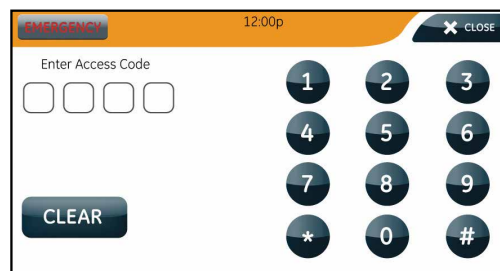 EMERGENCY
12:00p
CLOSE
Enter Access Code
1 2 3
4 5 6
7 8 9
CLEAR
* 0 #